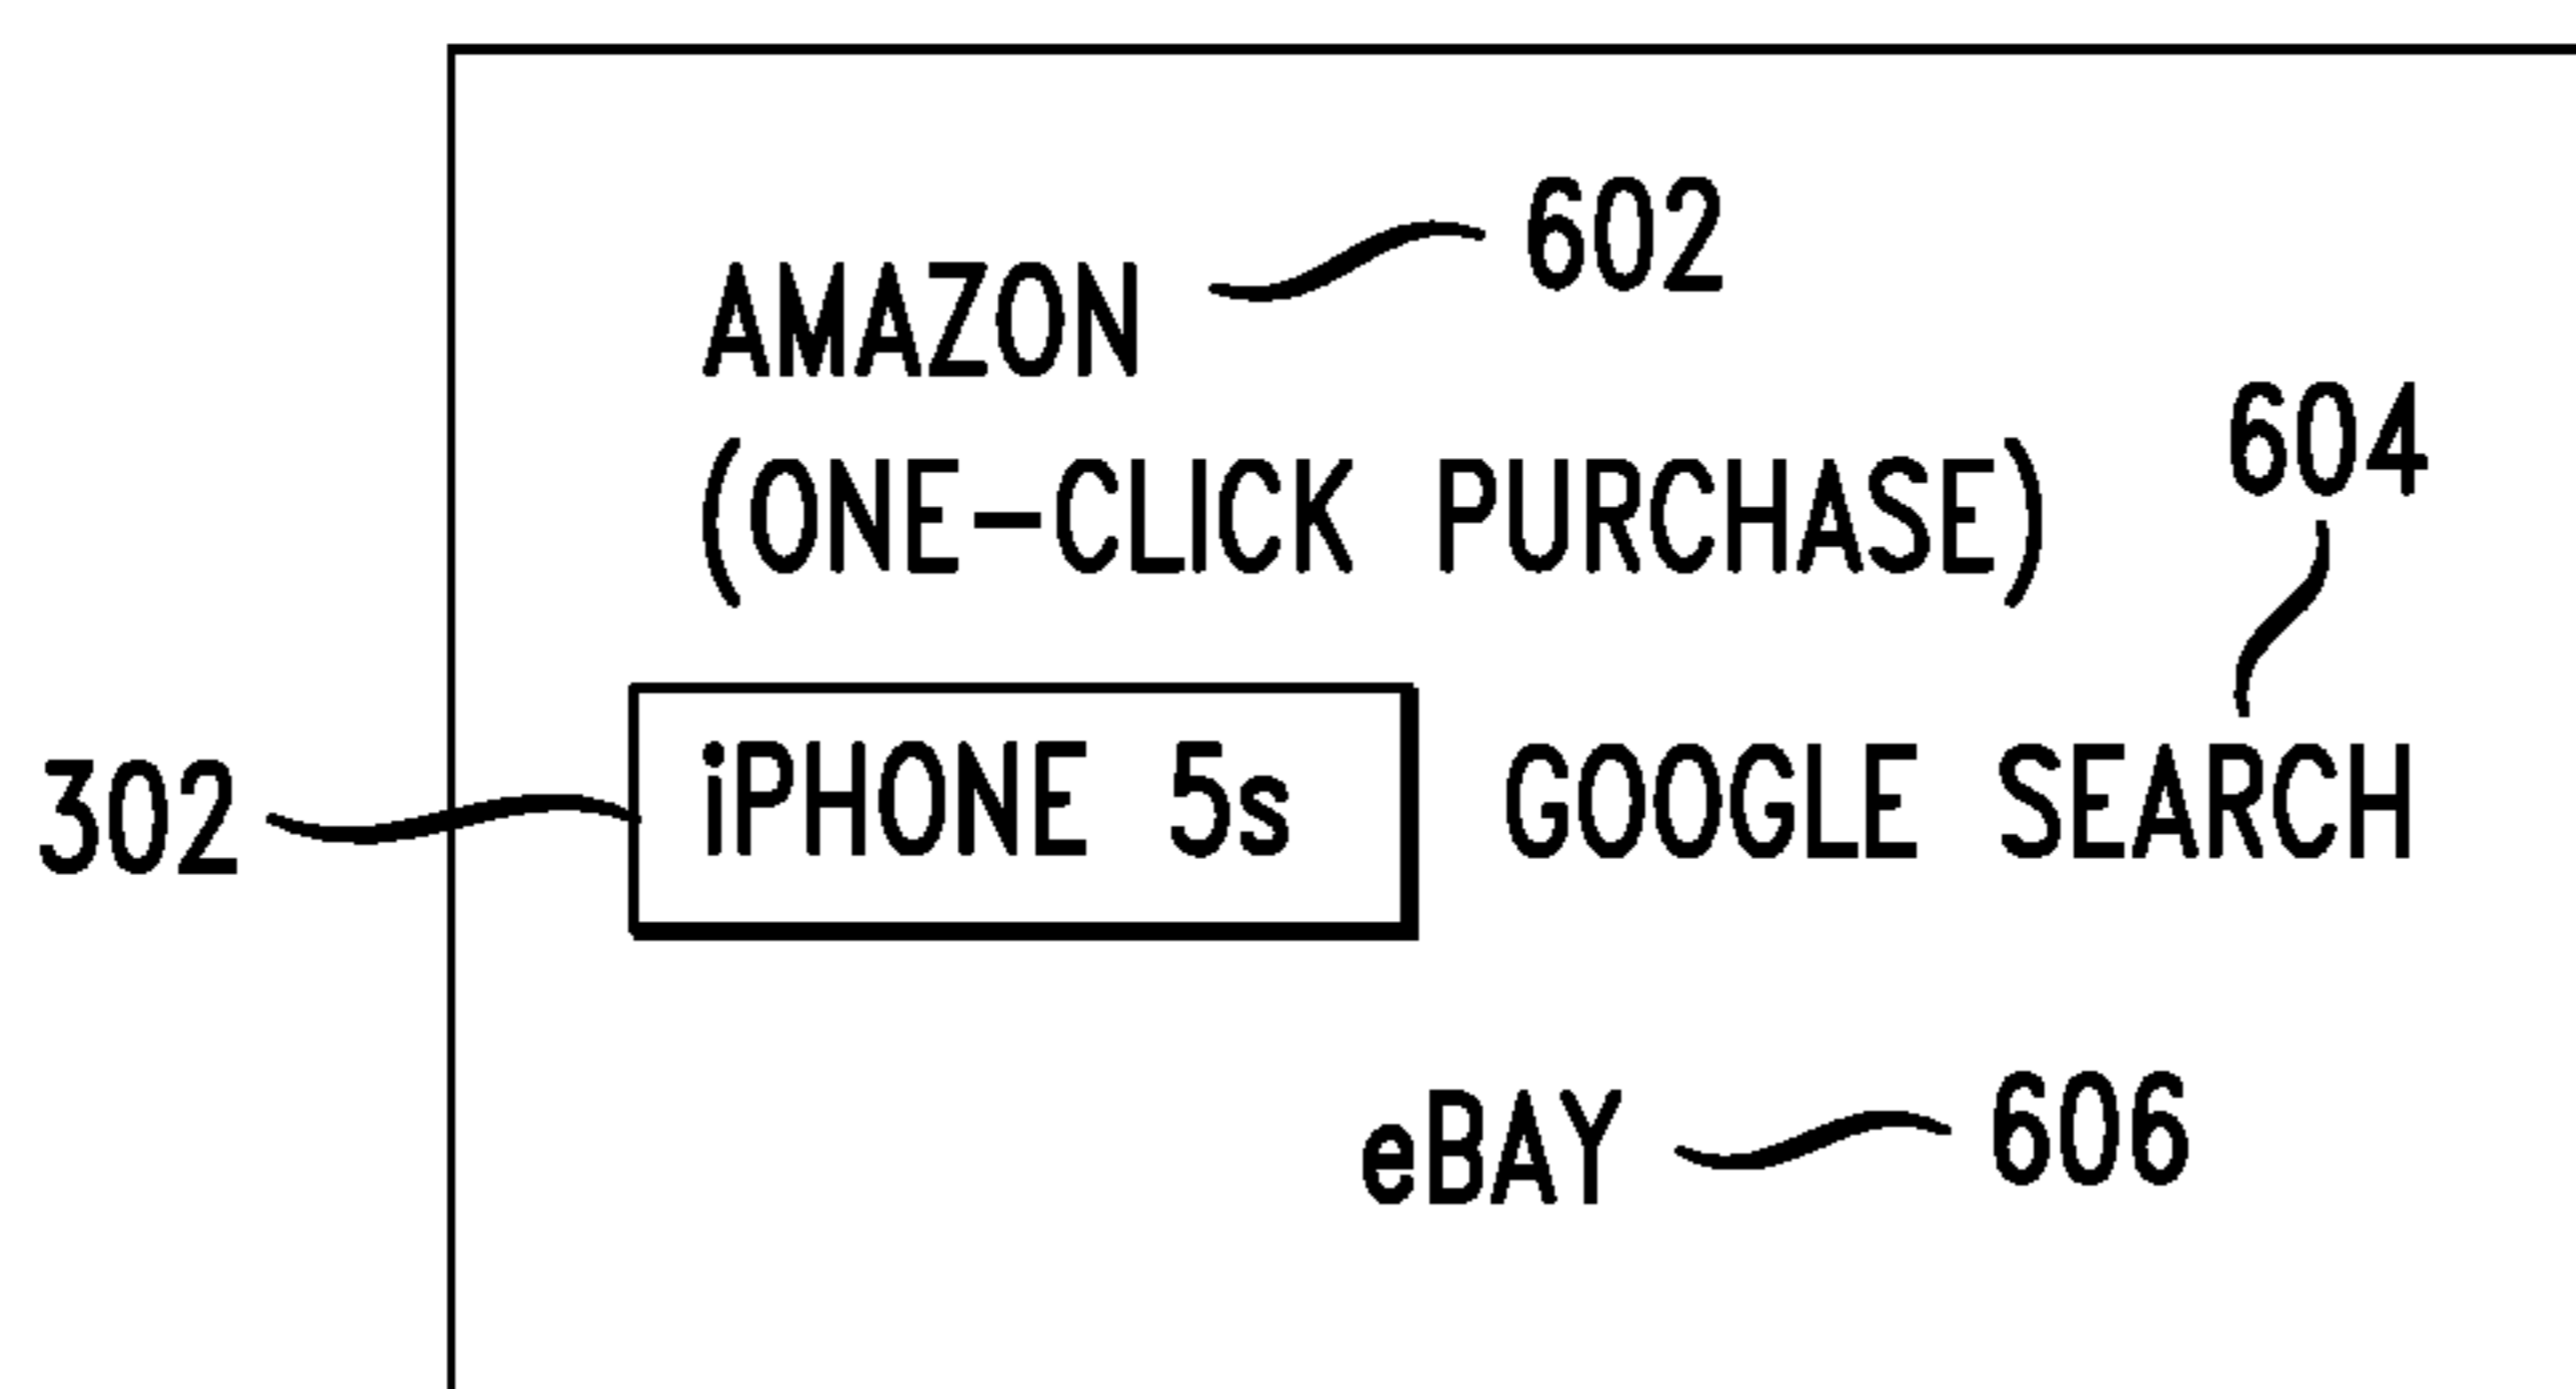 602
AMAZON
(ONE-CLICK PURCHASE)
604
302
iPHONE 5s
GOOGLE SEARCH
eBAY
606